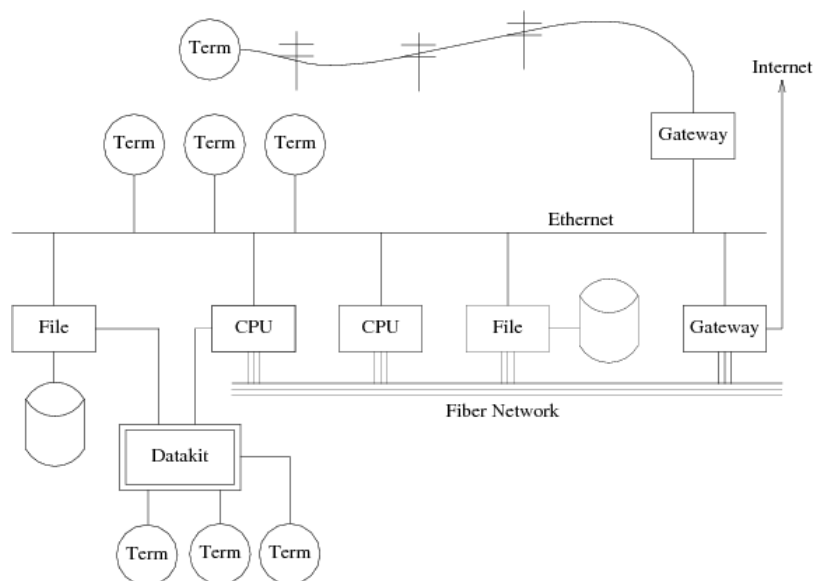 Term
Internet
Term
Term
Term
Gateway
Ethernet
File
CPU
CPU
File
Gateway
Fiber Network
Datakit
Term
Term
Term